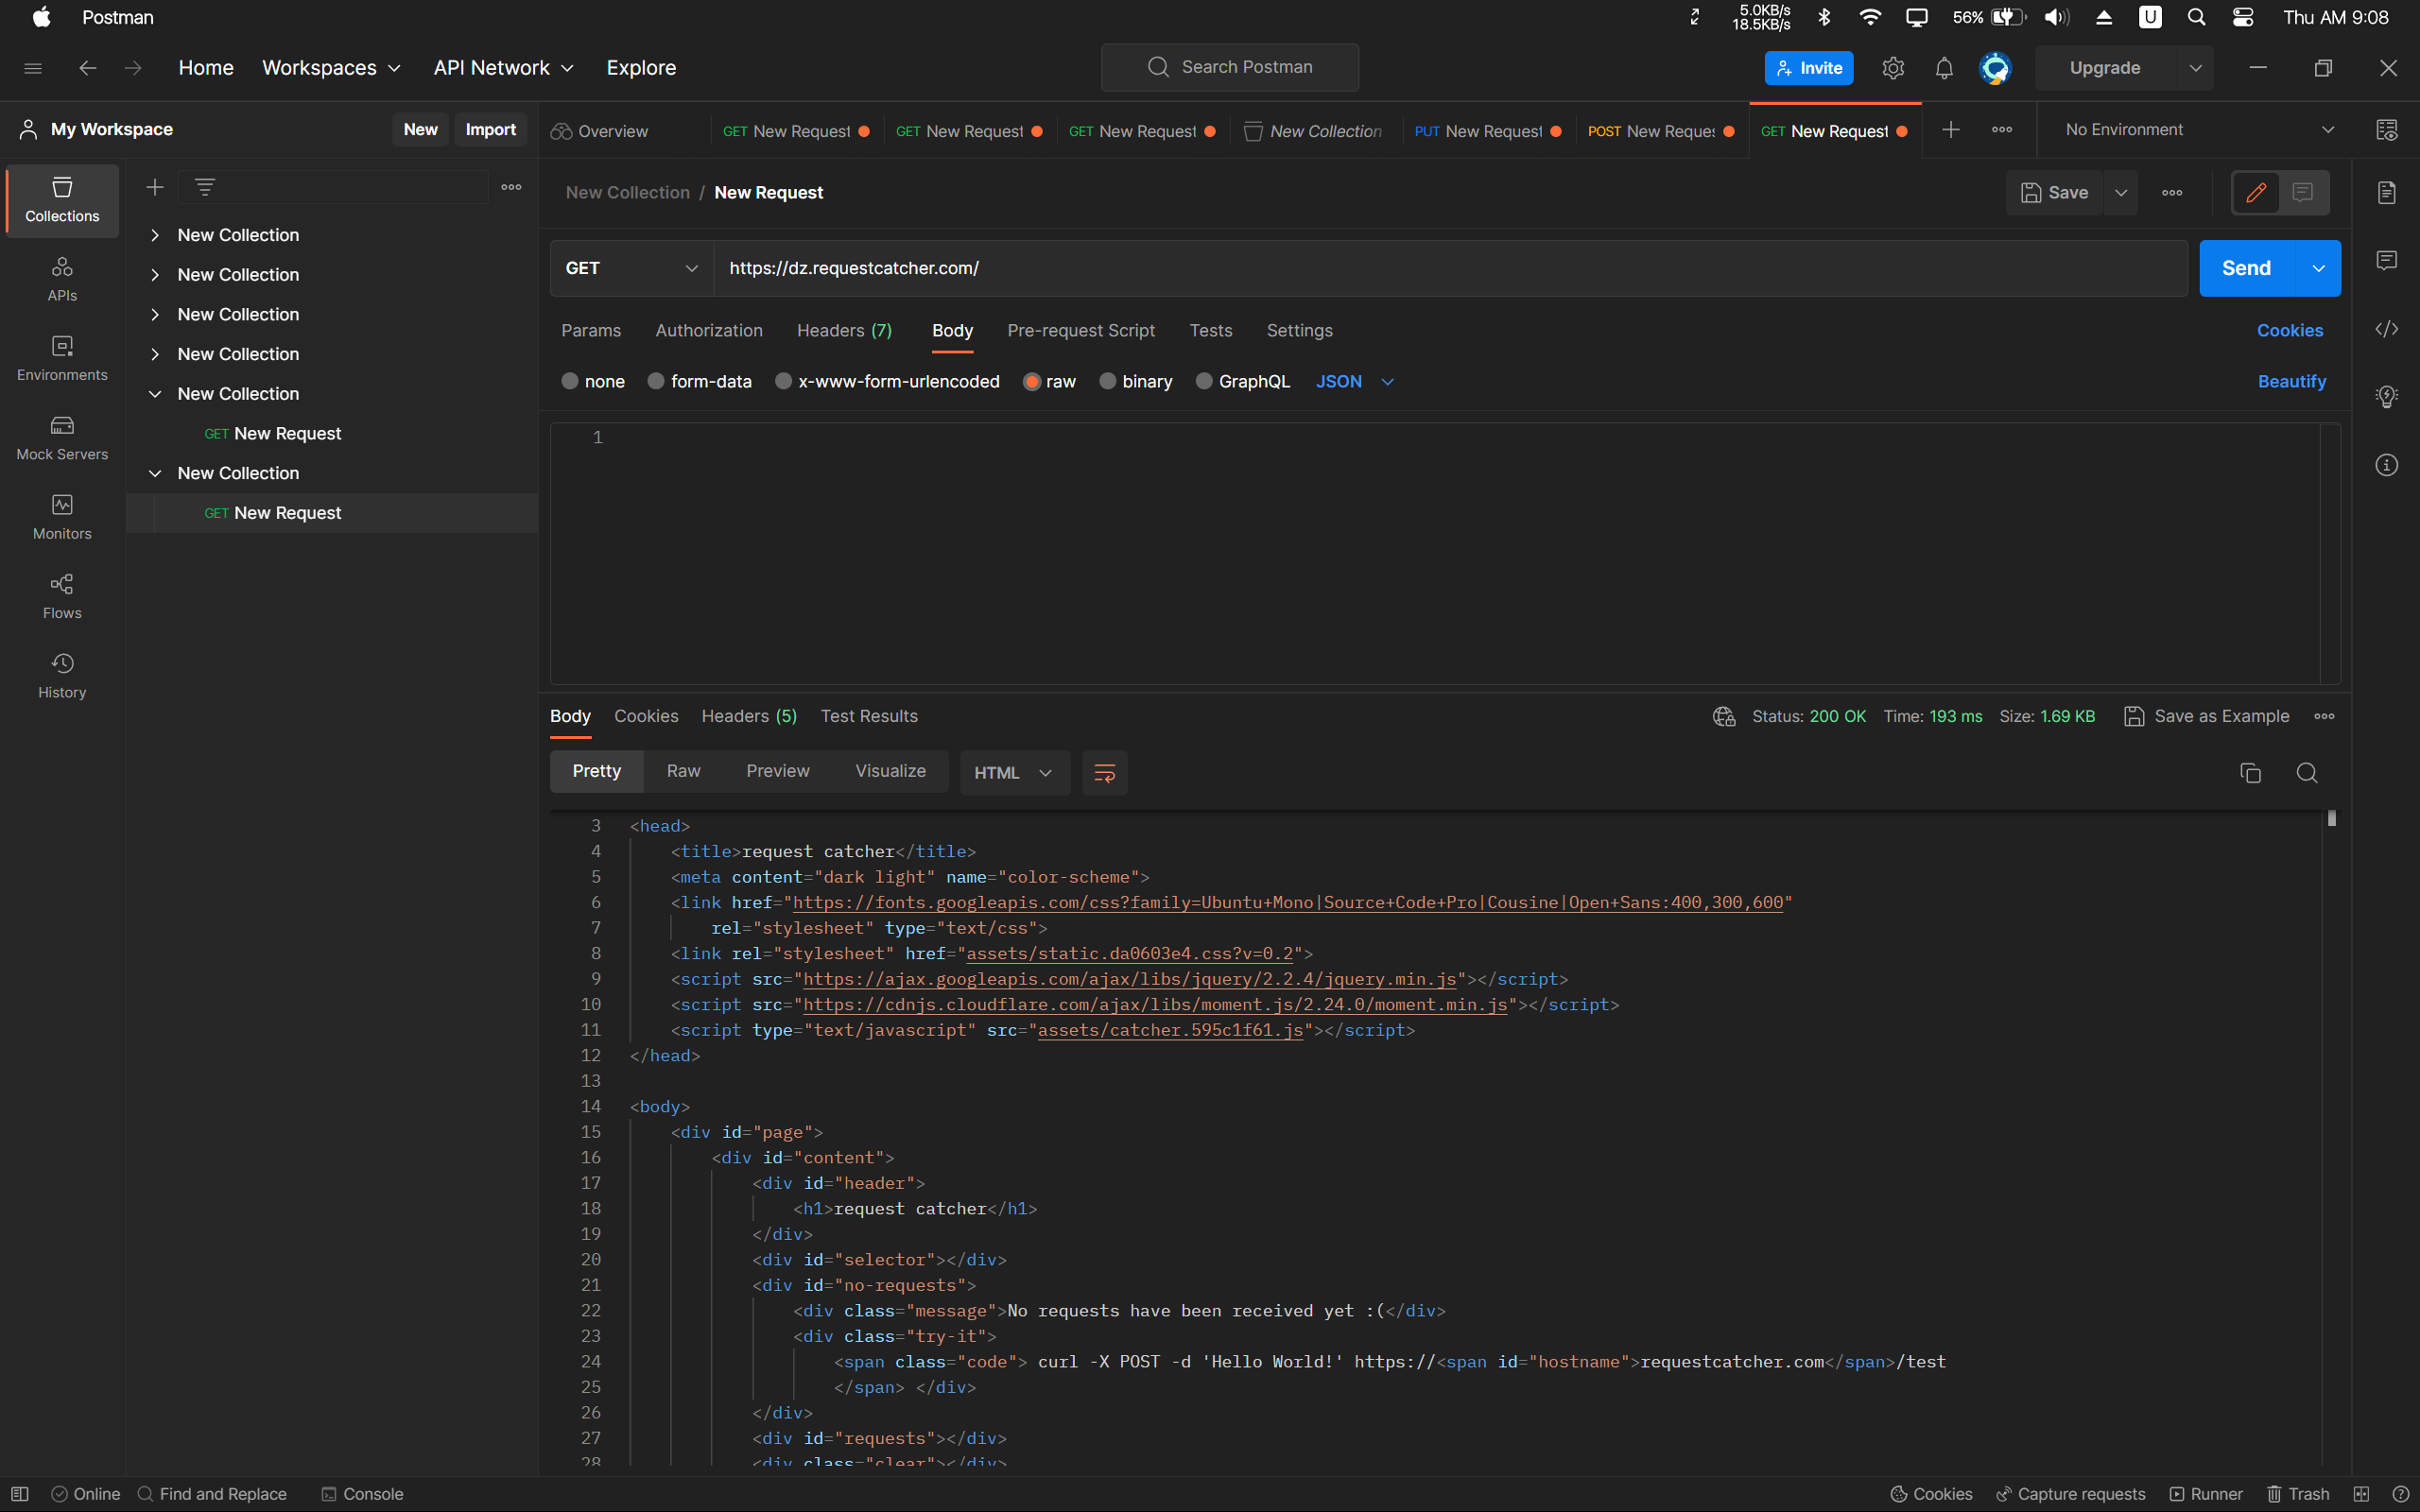 Postman
5.0KB/s
18.5KB/s
56%
U
Thu AM 9:08
Home Workspaces API Network Explore
Search Postman
Invite
Upgrade
My Workspace
New Import
Overview
GET New Request
GET New Request
GET New Request
New Collection
PUT New Request
POST New Reques
GET New Request
No Environment
Collections
APIs
Environments
Mock Servers
Monitors
Flows
History
New Collection
New Collection
New Collection
New Collection
New Collection
GET New Request
New Collection
GET New Request
New Collection / New Request
Save
GET https://dz.requestcatcher.com/
Send
Params Authorization Headers (7) Body Pre-request Script Tests Settings
Cookies
none form-data x-www-form-urlencoded raw binary GraphQL JSON
Beautify
1
Body Cookies Headers (5) Test Results
Status: 200 OK Time: 193 ms Size: 1.69 KB Save as Example
Pretty Raw Preview Visualize HTML
3 <head>
4 <title>request catcher</title>
5 <meta content="dark light" name="color-scheme">
6 <link href="https://fonts.googleapis.com/css?family=Ubuntu+Mono|Source+Code+Pro|Cousine|Open+Sans:400,300,600"
7 rel="stylesheet" type="text/css">
8 <link rel="stylesheet" href="assets/static.da0603e4.css?v=0.2">
9 <script src="https://ajax.googleapis.com/ajax/libs/jquery/2.2.4/jquery.min.js"></script>
10 <script src="https://cdnjs.cloudflare.com/ajax/libs/moment.js/2.24.0/moment.min.js"></script>
11 <script type="text/javascript" src="assets/catcher.595c1f61.js"></script>
12 </head>
13
14 <body>
15 <div id="page">
16 <div id="content">
17 <div id="header">
18 <h1>request catcher</h1>
19 </div>
20 <div id="selector"></div>
21 <div id="no-requests">
22 <div class="message">No requests have been received yet :(</div>
23 <div class="try-it">
24 <span class="code"> curl -X POST -d 'Hello World!' https://<span id="hostname">requestcatcher.com</span>/test
25 </span> </div>
26 </div>
27 <div id="requests"></div>
28 <div class="clear"></div>
Online Find and Replace Console
Cookies Capture requests Runner Trash